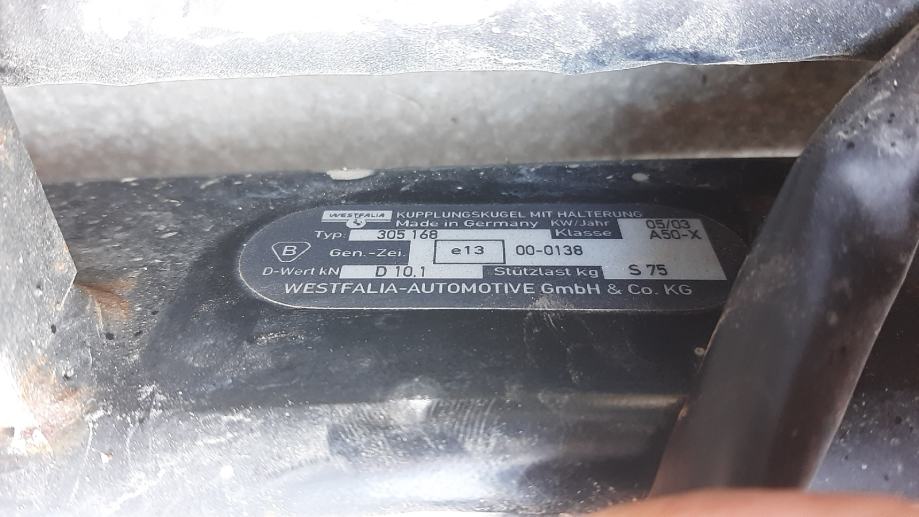 WESTFALIA KUPPLUNGSKUGEL MIT HALTERUNG
Made in Germany KW/Jahr 05/03
Typ: 305 168 Klasse A50-X
B Gen.-Zei. e13 00-0138
D-Wert kN D 10.1 Stützlast kg S 75
WESTFALIA-AUTOMOTIVE GmbH & Co. KG